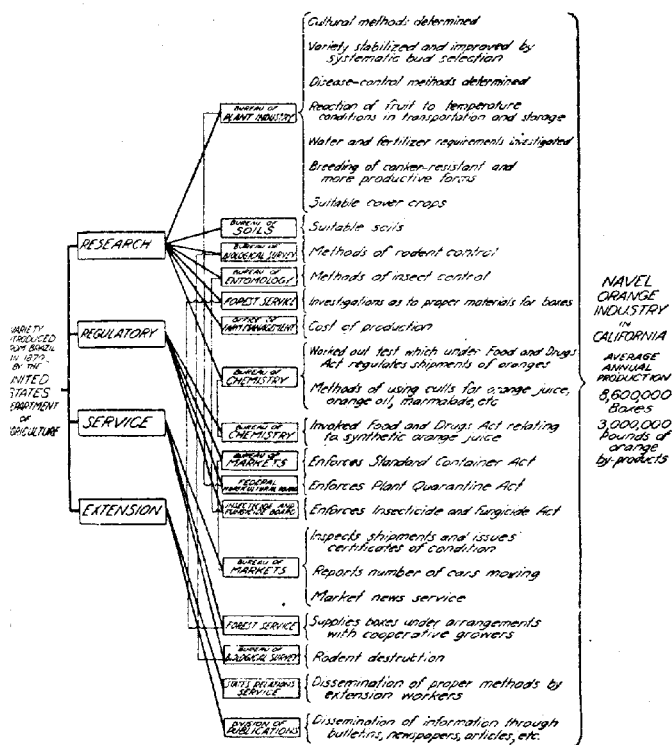 VARIETY
INTRODUCED
FROM BRAZIL
IN 1870
BY THE
UNITED
STATES
DEPARTMENT
OF
AGRICULTURE
RESEARCH
REGULATORY
SERVICE
EXTENSION
BUREAU OF
PLANT INDUSTRY
Cultural methods determined
Variety stabilized and improved by
systematic bud selection
Disease-control methods determined
Reaction of fruit to temperature
conditions in transportation and storage
Water and fertilizer requirements investigated
Breeding of canker-resistant and
more productive forms
Suitable cover crops
BUREAU OF
SOILS
Suitable soils
BUREAU OF
BIOLOGICAL SURVEY
Methods of rodent control
BUREAU OF
ENTOMOLOGY
Methods of insect control
FOREST SERVICE
Investigations as to proper materials for boxes
OFFICE OF
FARM MANAGEMENT
Cost of production
BUREAU OF
CHEMISTRY
Worked out test which under Food and Drugs
Act regulates shipments of oranges
Methods of using culls for orange juice,
orange oil, marmalade, etc
BUREAU OF
CHEMISTRY
Invoked Food and Drugs Act relating
to synthetic orange juice
BUREAU OF
MARKETS
Enforces Standard Container Act
FEDERAL
HORTICULTURAL BOARD
Enforces Plant Quarantine Act
INSECTICIDE AND
FUNGICIDE BOARD
Enforces Insecticide and Fungicide Act
BUREAU OF
MARKETS
Inspects shipments and issues
certificates of condition
Reports number of cars moving
Market news service
FOREST SERVICE
Supplies boxes under arrangements
with cooperative growers
BUREAU OF
BIOLOGICAL SURVEY
Rodent destruction
STATES RELATIONS
SERVICE
Dissemination of proper methods by
extension workers
DIVISION OF
PUBLICATIONS
Dissemination of information through
bulletins, newspapers, articles, etc.
NAVEL
ORANGE
INDUSTRY
IN
CALIFORNIA
AVERAGE
ANNUAL
PRODUCTION
8,600,000
Boxes
3,000,000
Pounds of
orange
by-products